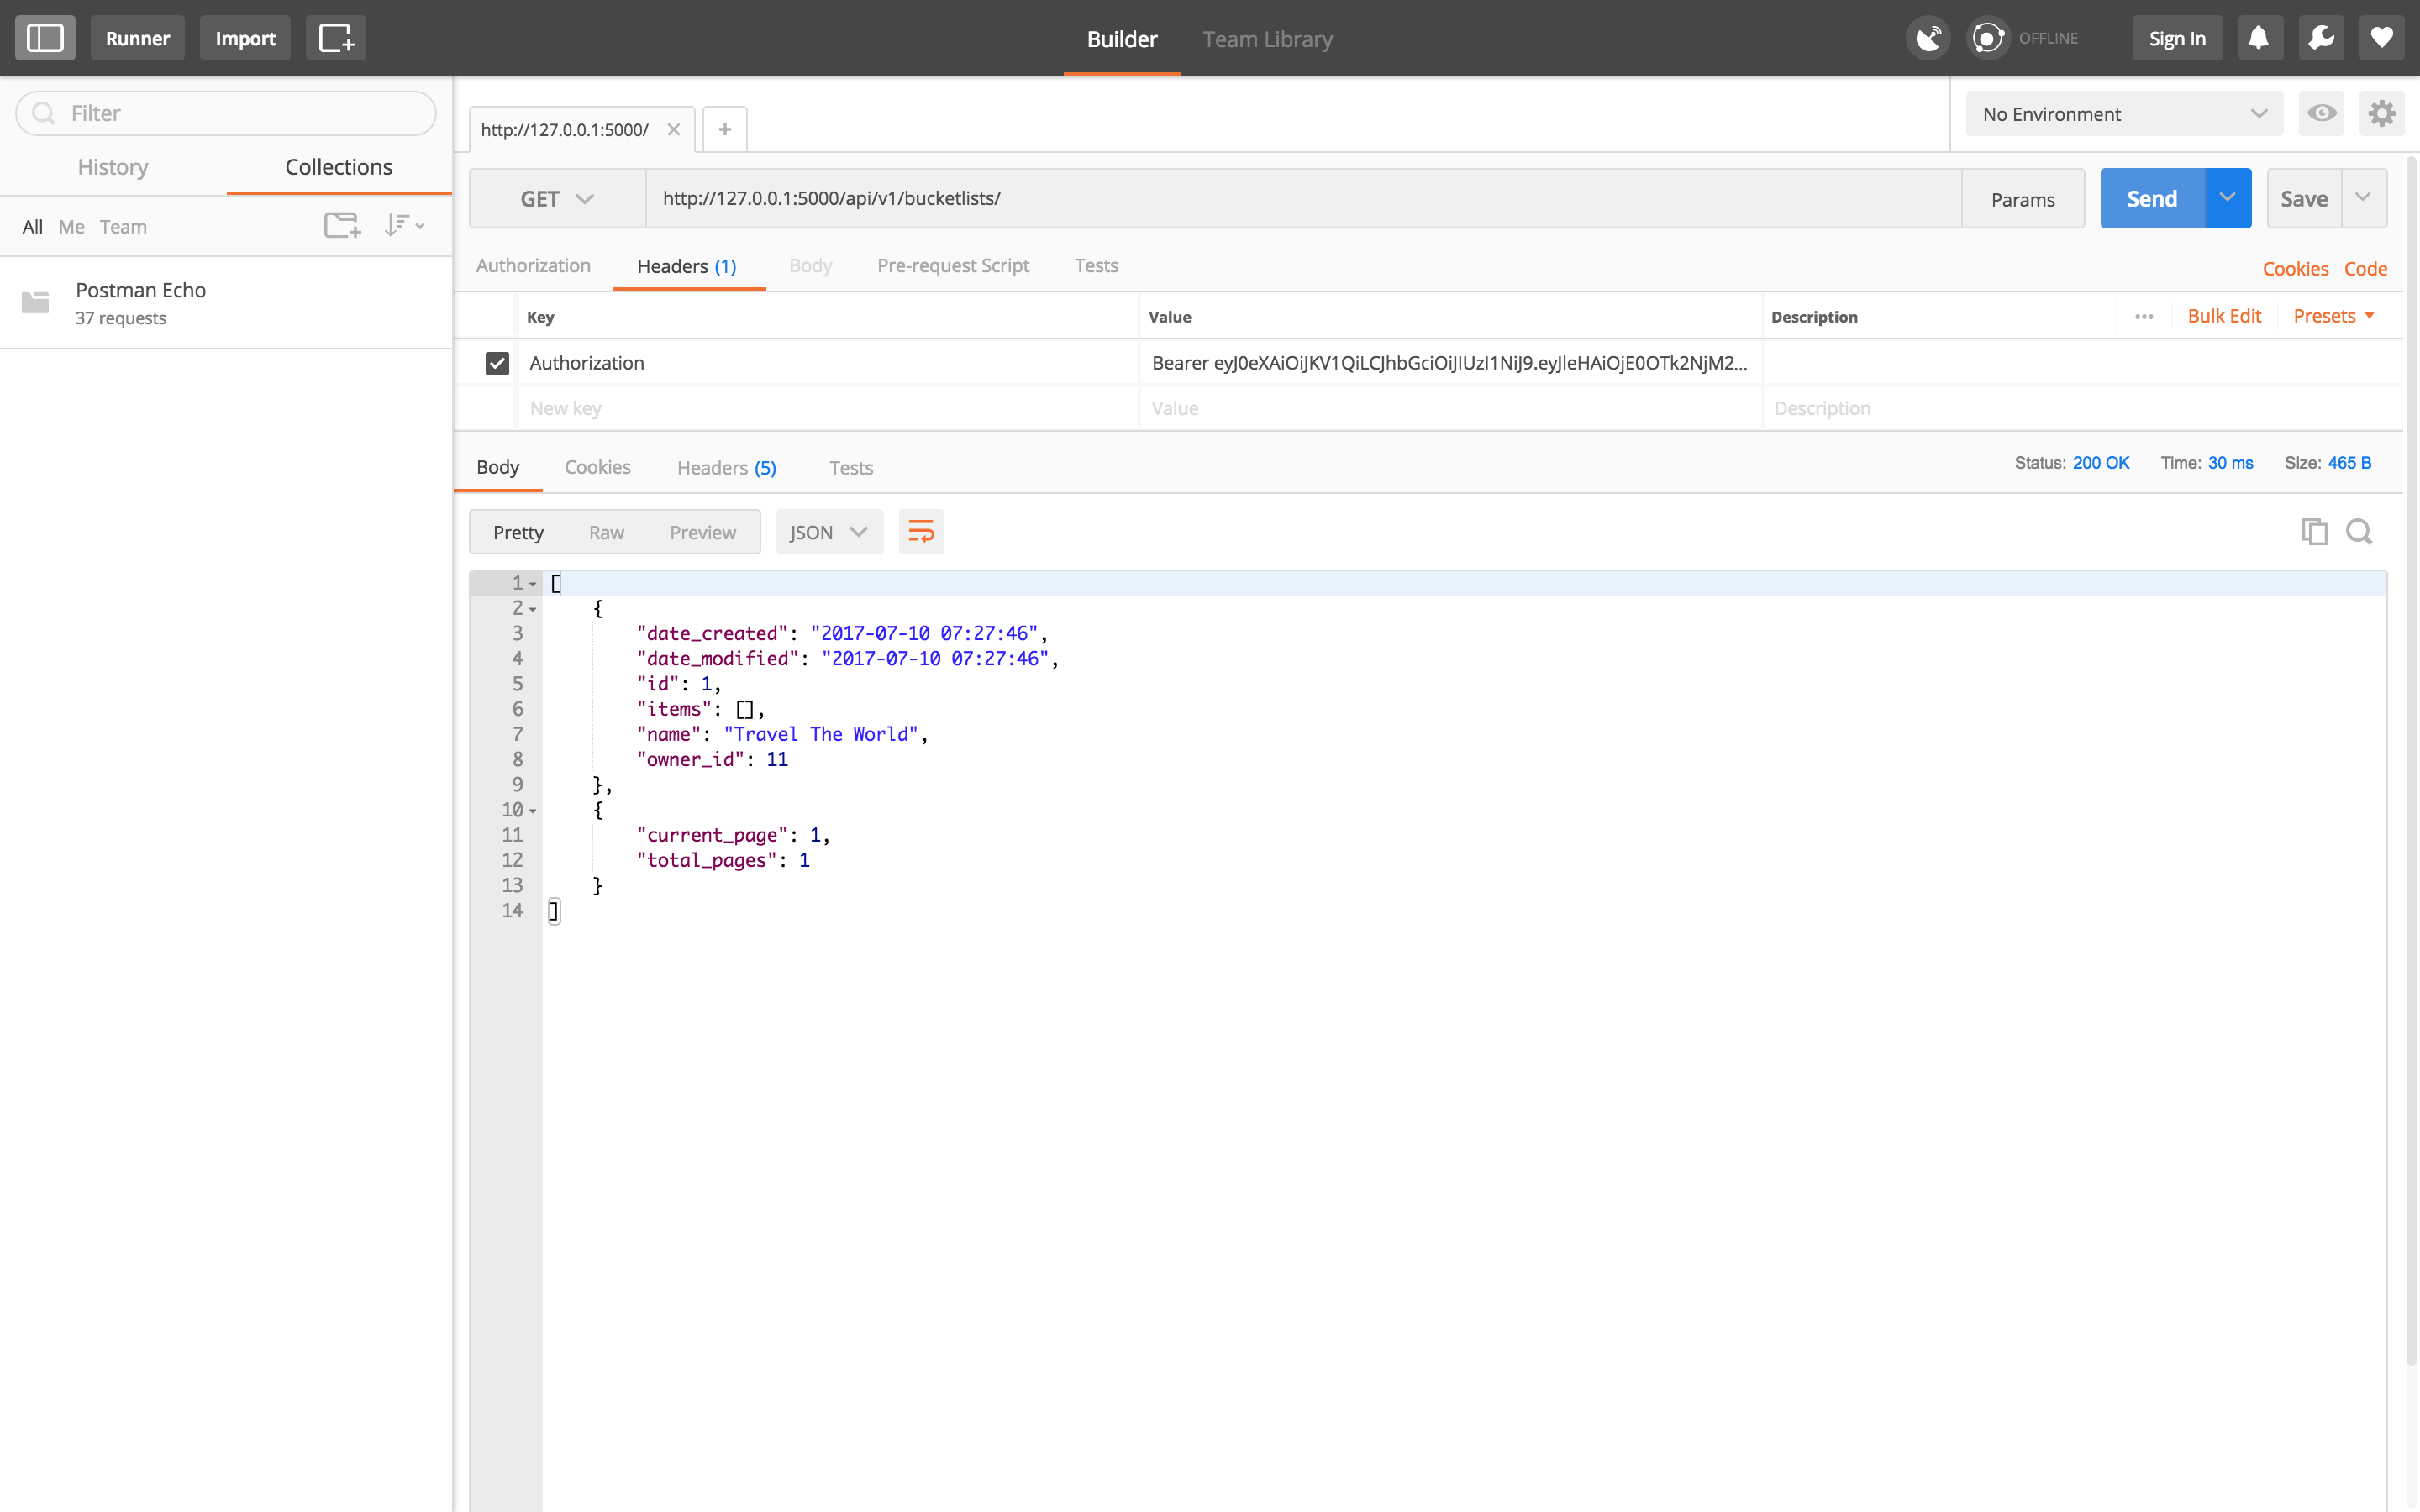 Runner Import Builder Team Library OFFLINE Sign In
Filter
History Collections
All Me Team
Postman Echo
37 requests
http://127.0.0.1:5000/
No Environment
GET http://127.0.0.1:5000/api/v1/bucketlists/ Params Send Save
Authorization Headers (1) Body Pre-request Script Tests Cookies Code
Key Value Description Bulk Edit Presets
Authorization Bearer eyJ0eXAiOiJKV1QiLCJhbGciOiJIUzI1NiJ9.eyJleHAiOjE0OTk2NjM2...
New key Value Description
Body Cookies Headers (5) Tests Status: 200 OK Time: 30 ms Size: 465 B
Pretty Raw Preview JSON
1 [
2 {
3 "date_created": "2017-07-10 07:27:46",
4 "date_modified": "2017-07-10 07:27:46",
5 "id": 1,
6 "items": [],
7 "name": "Travel The World",
8 "owner_id": 11
9 },
10 {
11 "current_page": 1,
12 "total_pages": 1
13 }
14 ]